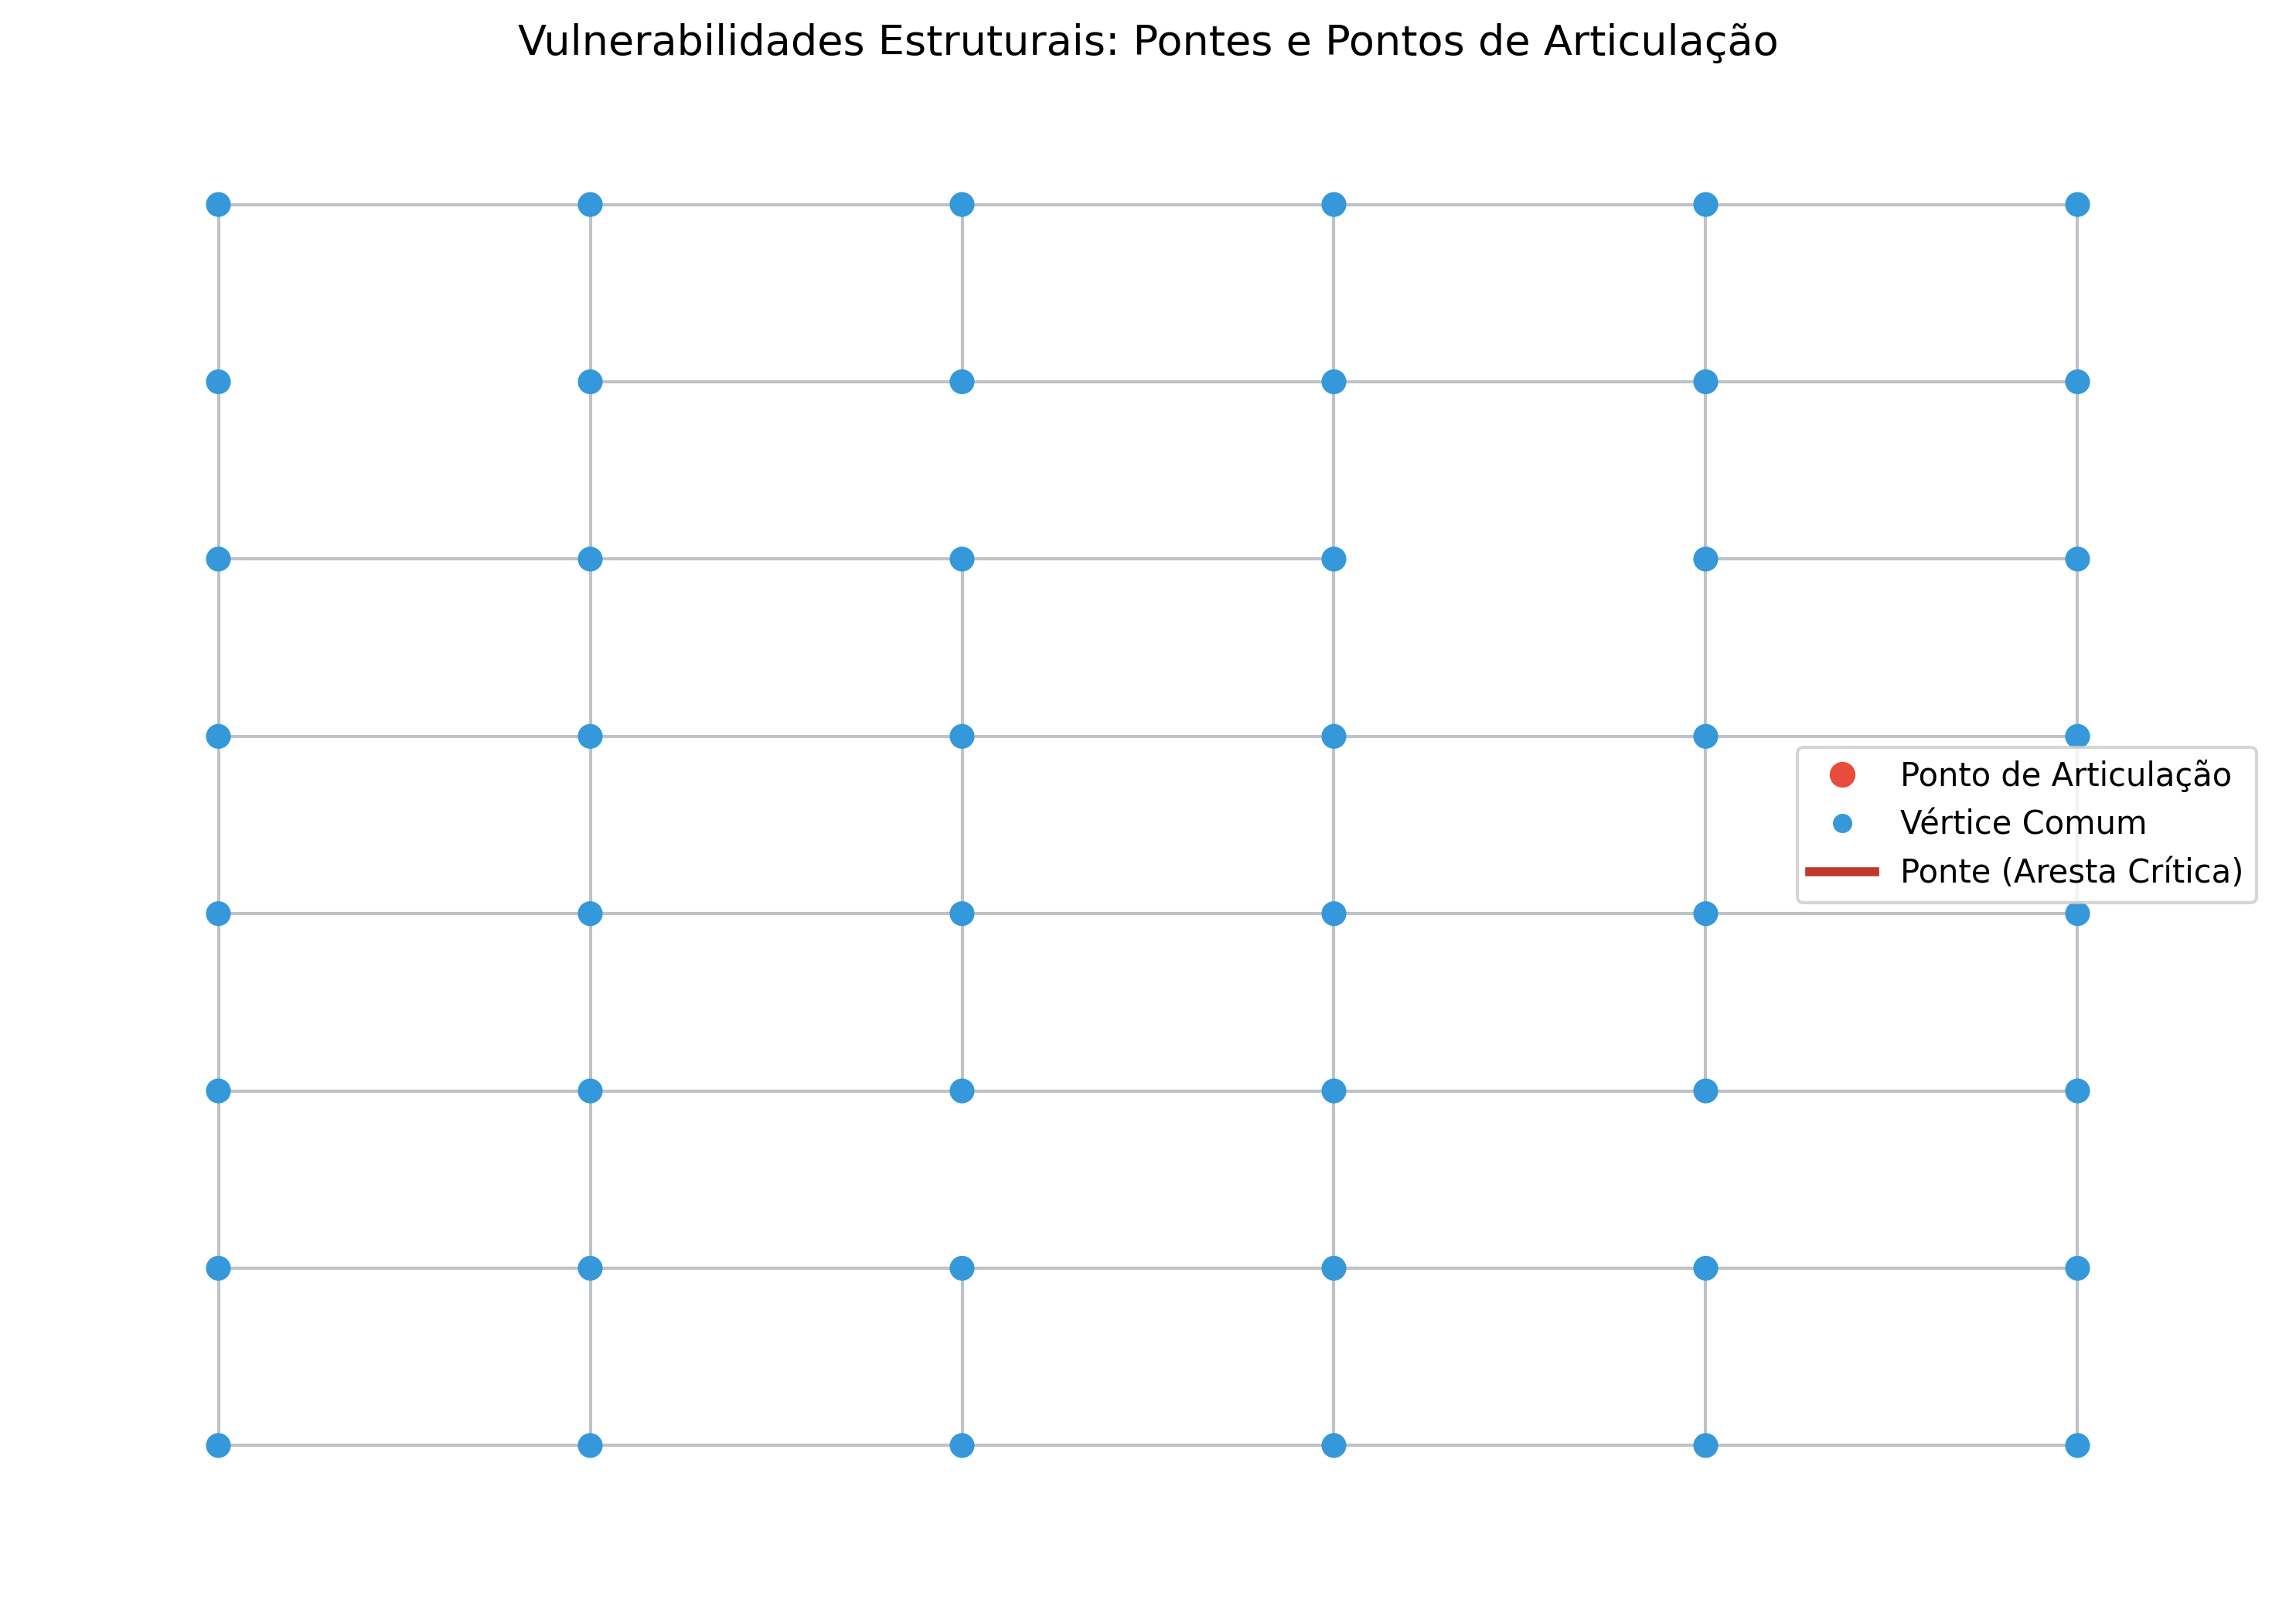 Vulnerabilidades Estruturais: Pontes e Pontos de Articulação
Ponto de Articulação
Vértice Comum
Ponte (Aresta Crítica)